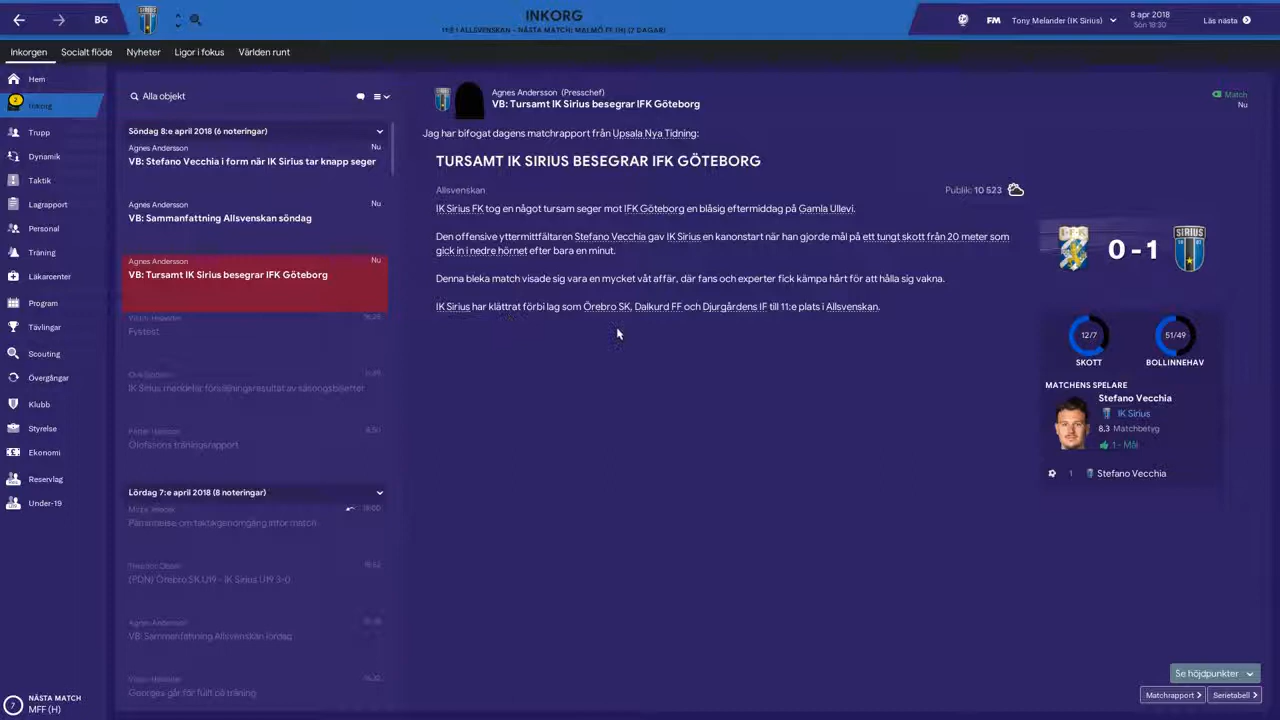 BG
INKORG
11:E I ALLSVENSKAN - NÄSTA MATCH: MALMÖ FF (H) (7 DAGAR)
FM
Tony Melander (IK Sirius)
8 apr 2018
Sön 18:30
Läs nästa
Inkorgen
Socialt flöde
Nyheter
Ligor i fokus
Världen runt
Hem
2
Inkorg
Trupp
Dynamik
Taktik
Lagrapport
Personal
Träning
Läkarcenter
Program
Tävlingar
Scouting
Övergångar
Klubb
Styrelse
Ekonomi
Reservlag
Under-19
7
NÄSTA MATCH
MFF (H)
Alla objekt
Söndag 8:e april 2018 (6 noteringar)
Agnes Andersson
Nu
VB: Stefano Vecchia i form när IK Sirius tar knapp seger
Agnes Andersson
Nu
VB: Sammanfattning Allsvenskan söndag
Agnes Andersson
Nu
VB: Tursamt IK Sirius besegrar IFK Göteborg
Fystest
IK Sirius meddelar försäljningsresultat av säsongsbiljetter
8:50
Olofssons träningsrapport
Lördag 7:e april 2018 (8 noteringar)
Påminnelse om taktikgenomgång inför match
(PDN) Örebro SK U19 - IK Sirius U19 3-0
Agnes Andersson
VB: Sammanfattning Allsvenskan lördag
Georges går för fullt på träning
Agnes Andersson (Presschef)
VB: Tursamt IK Sirius besegrar IFK Göteborg
Match
Nu
Jag har bifogat dagens matchrapport från Upsala Nya Tidning:
TURSAMT IK SIRIUS BESEGRAR IFK GÖTEBORG
Allsvenskan
Publik: 10 523
IK Sirius FK tog en något tursam seger mot IFK Göteborg en blåsig eftermiddag på Gamla Ullevi.
Den offensive yttermittfältaren Stefano Vecchia gav IK Sirius en kanonstart när han gjorde mål på ett tungt skott från 20 meter som
gick in i nedre hörnet efter bara en minut.
Denna bleka match visade sig vara en mycket våt affär, där fans och experter fick kämpa hårt för att hålla sig vakna.
IK Sirius har klättrat förbi lag som Örebro SK, Dalkurd FF och Djurgårdens IF till 11:e plats i Allsvenskan.
0 - 1
SIRIUS
12/7
51/49
SKOTT
BOLLINNEHAV
MATCHENS SPELARE
Stefano Vecchia
IK Sirius
8,3 Matchbetyg
1 - Mål
1
Stefano Vecchia
Se höjdpunkter
Matchrapport
Serietabell